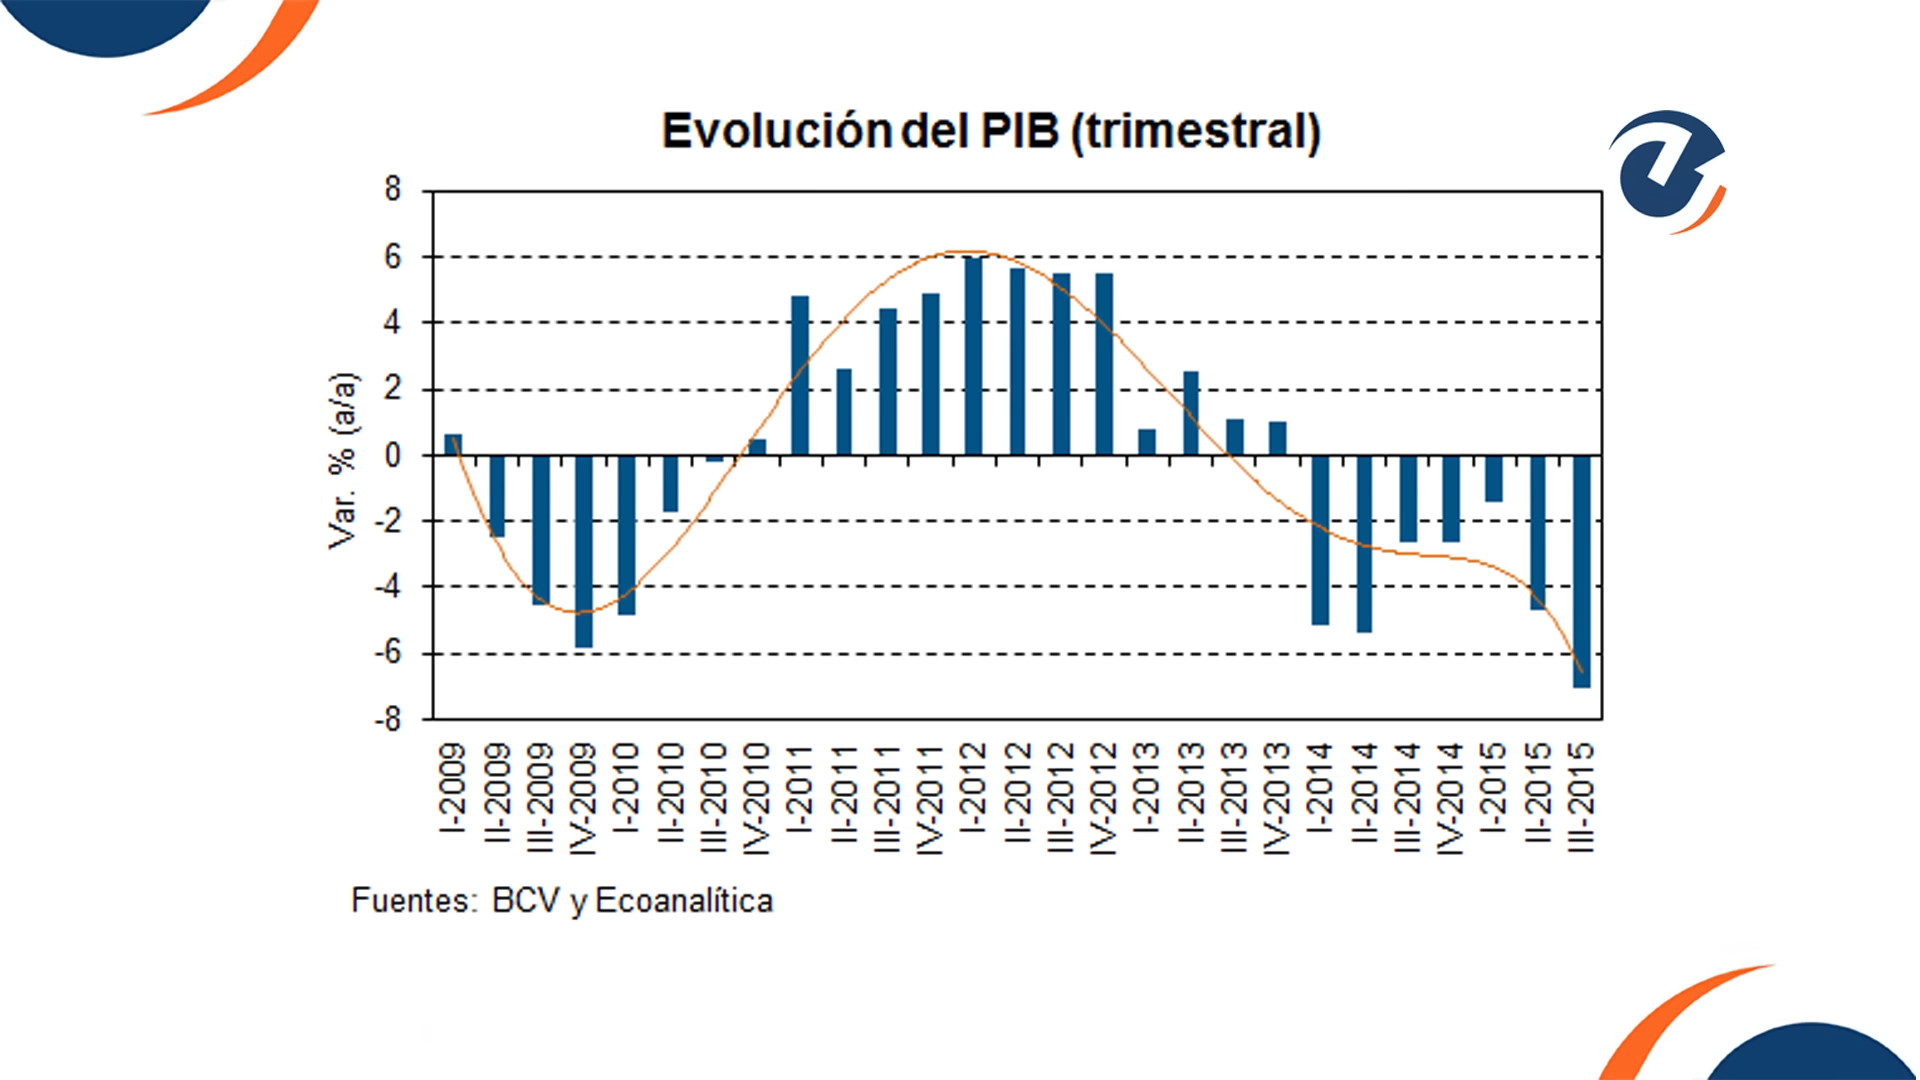 Evolución del PIB (trimestral)
Var. % (a/a)
8
6
4
2
0
-2
-4
-6
-8
I-2009
II-2009
III-2009
IV-2009
I-2010
II-2010
III-2010
IV-2010
I-2011
II-2011
III-2011
IV-2011
I-2012
II-2012
III-2012
IV-2012
I-2013
II-2013
III-2013
IV-2013
I-2014
II-2014
III-2014
IV-2014
I-2015
II-2015
III-2015
Fuentes: BCV y Ecoanalítica